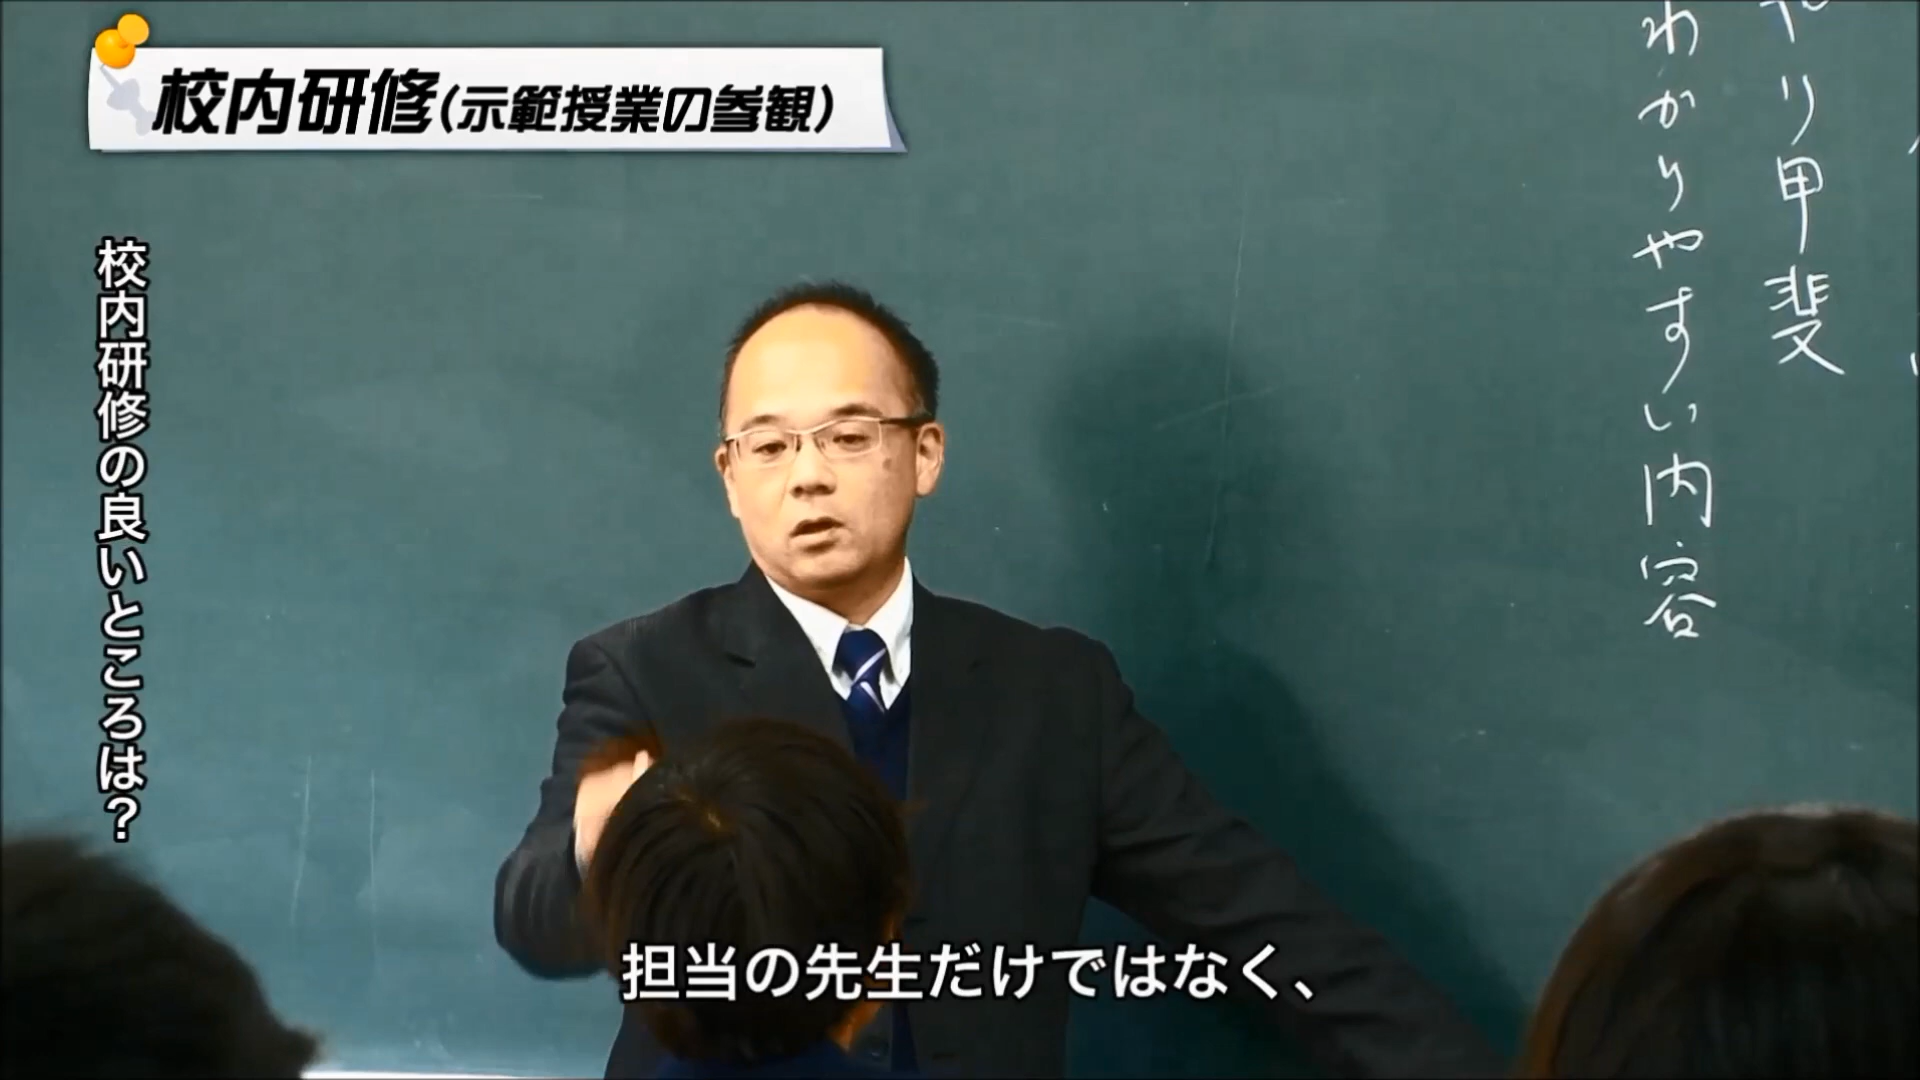 校内研修(示範授業の参観)
校内研修の良いところは?
やり甲斐
わかりやすい内容
担当の先生だけではなく、